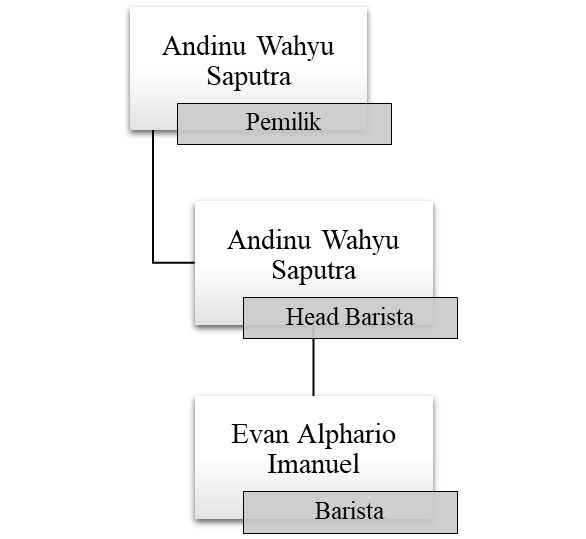 Andinu Wahyu
Saputra
Pemilik
Andinu Wahyu
Saputra
Head Barista
Evan Alphario
Imanuel
Barista